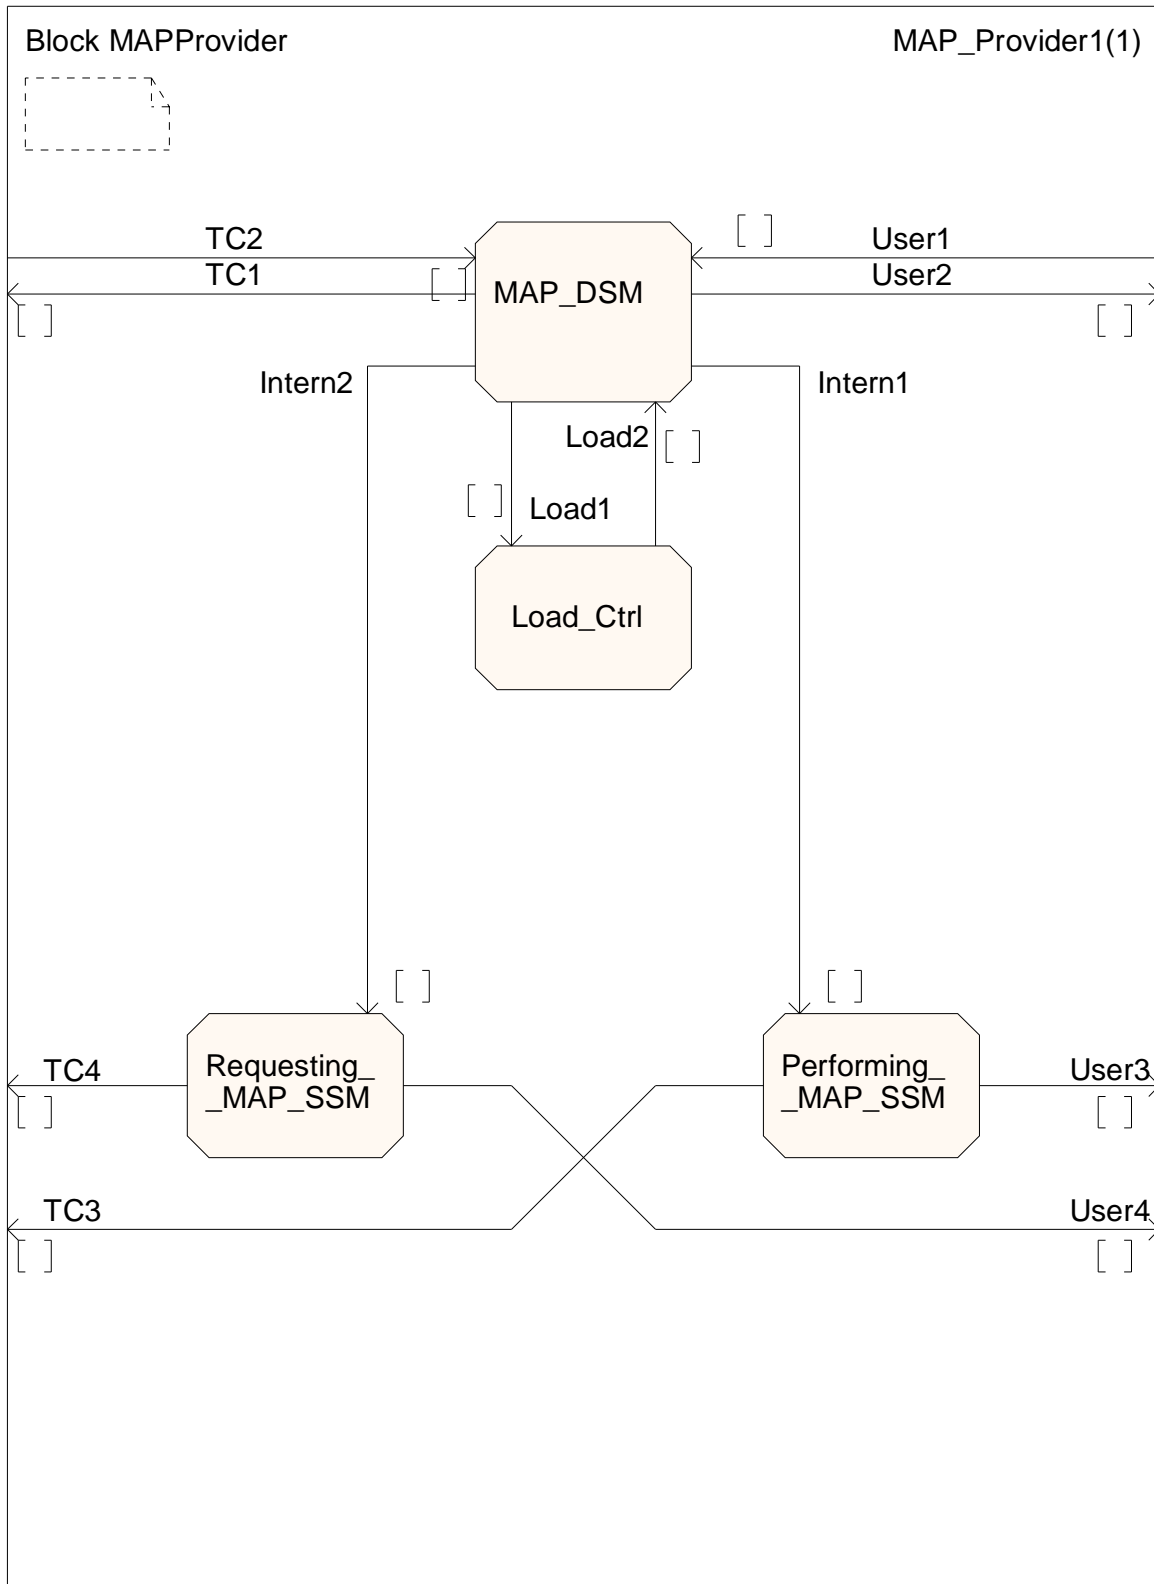 Block MAPProvider
MAP_Provider1(1)
TC2
[ ]
User1
TC1
[ ]
MAP_DSM
User2
[ ]
[ ]
Intern2
Intern1
Load2
[ ]
[ ]
Load1
Load_Ctrl
[ ]
[ ]
TC4
Requesting_
_MAP_SSM
Performing_
_MAP_SSM
User3
[ ]
[ ]
TC3
User4
[ ]
[ ]